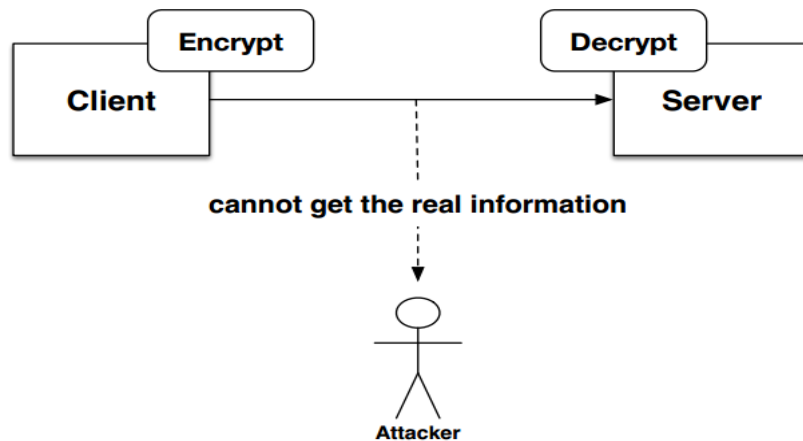 Encrypt
Decrypt
Client
Server
cannot get the real information
Attacker